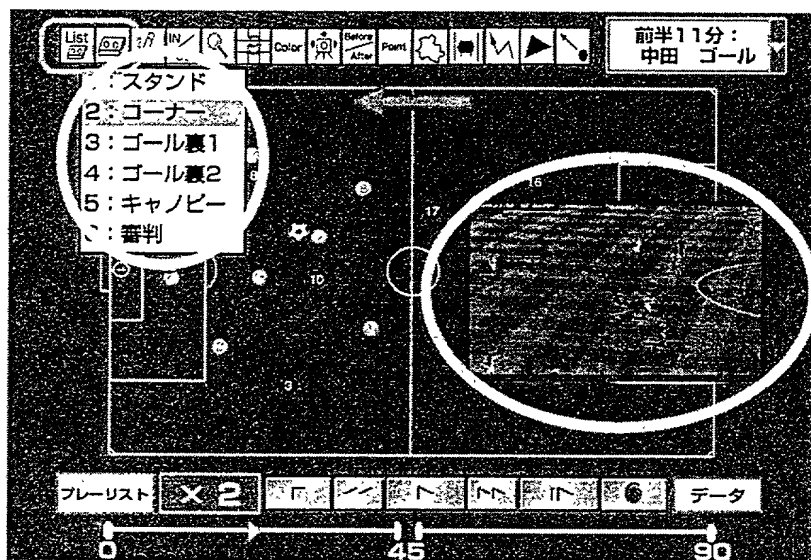 List
IN/
Color
Before
After
Point
前半11分:
中田 ゴール
:スタンド
2:コーナー
3:ゴール裏1
4:ゴール裏2
5:キャノピー
:審判
8
16
17
10
3
プレーリスト
×2
6
データ
0
45
90